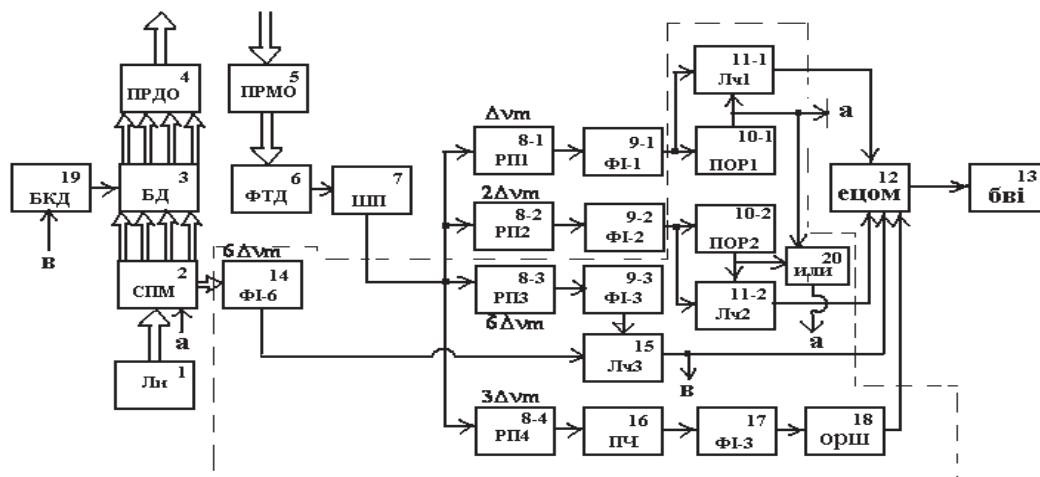 4
ПРДО
5
ПРМО
11-1
Лч1
а
Δνm
8-1
РП1
9-1
ФІ-1
10-1
ПОР1
19
БКД
3
БД
6
ФТД
7
ШП
12
ецом
13
бві
в
2Δνm
8-2
РП2
9-2
ФІ-2
10-2
ПОР2
20
или
6Δνm
2
СПМ
14
ФІ-6
8-3
РП3
9-3
ФІ-3
11-2
Лч2
а
6Δνm
а
1
Лн
15
Лч3
в
3Δνm
8-4
РП4
16
ПЧ
17
ФІ-3
18
ОРШ